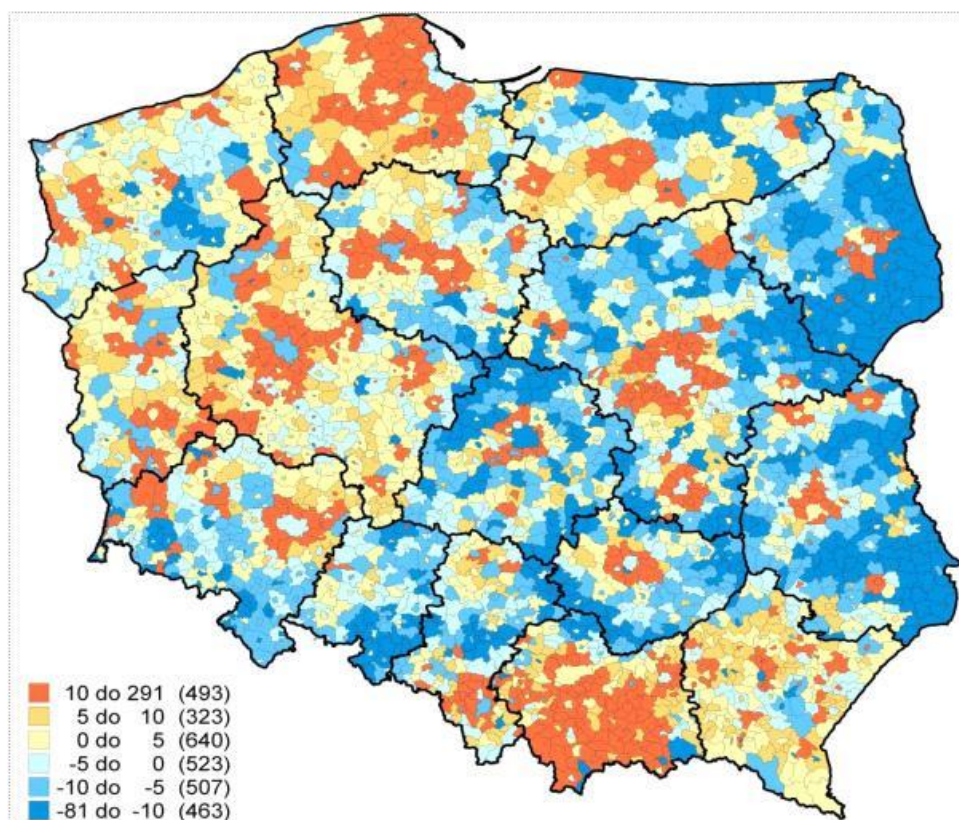 10 do 291 (493)
5 do 10 (323)
0 do 5 (640)
-5 do 0 (523)
-10 do -5 (507)
-81 do -10 (463)